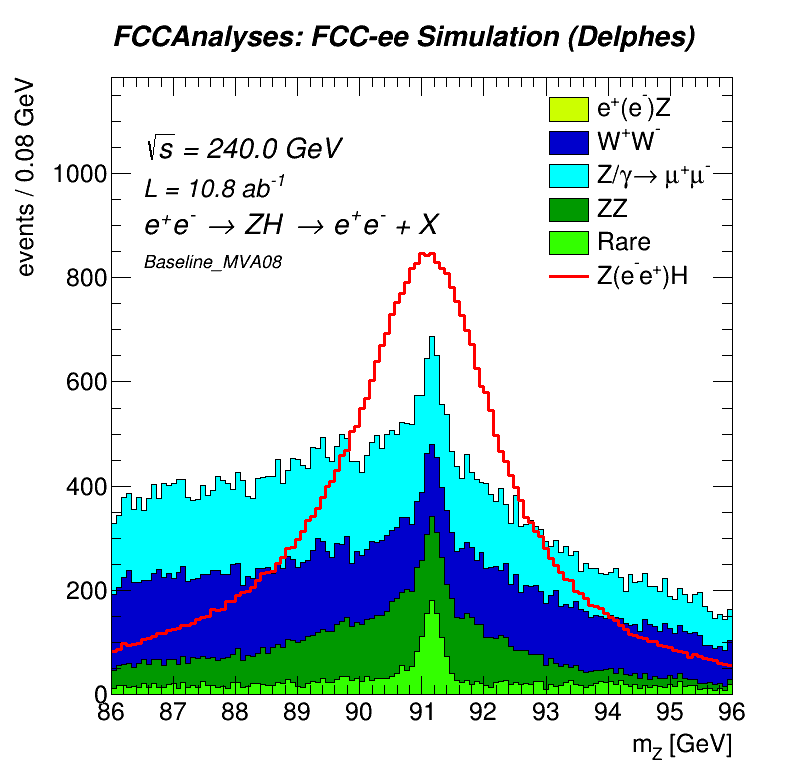 FCCAnalyses: FCC-ee Simulation (Delphes)
events / 0.08 GeV
√s = 240.0 GeV
L = 10.8 ab⁻¹
e⁺e⁻ → ZH → e⁺e⁻ + X
Baseline_MVA08
e⁺(e⁻)Z
W⁺W⁻
Z/γ→ μ⁺μ⁻
ZZ
Rare
Z(e⁻e⁺)H
1000
800
600
400
200
0
86 87 88 89 90 91 92 93 94 95 96
m_Z [GeV]